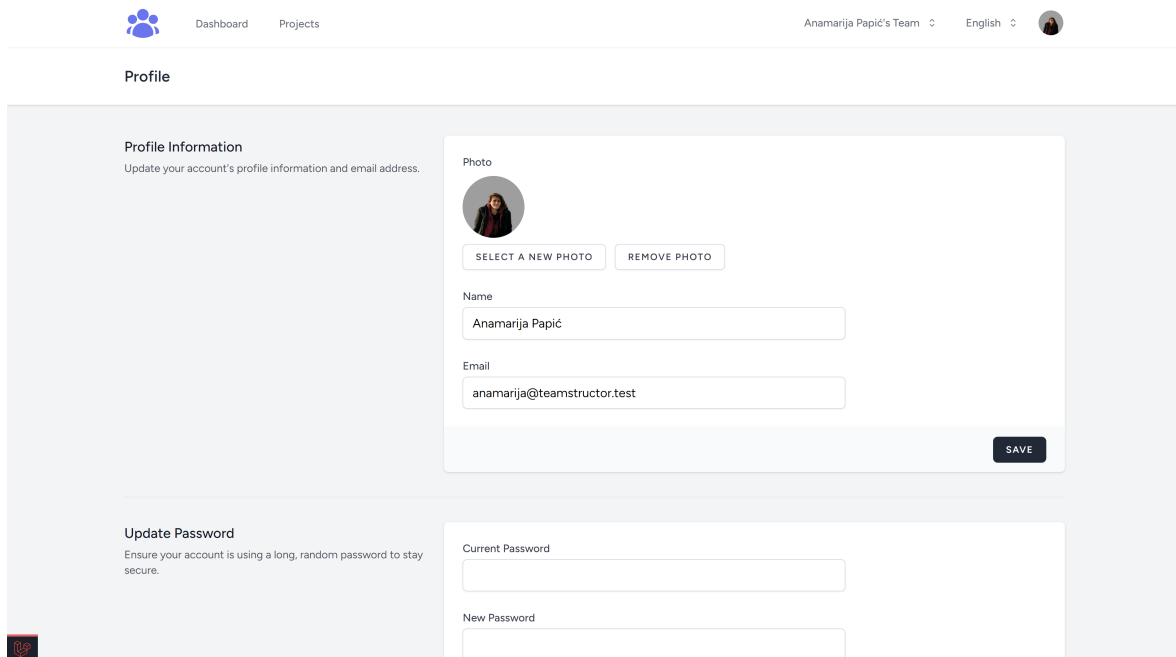 Dashboard
Projects
Anamarija Papić's Team
English
Profile
Profile Information
Update your account's profile information and email address.
Photo
SELECT A NEW PHOTO
REMOVE PHOTO
Name
Anamarija Papić
Email
anamarija@teamstructor.test
SAVE
Update Password
Ensure your account is using a long, random password to stay
secure.
Current Password
New Password